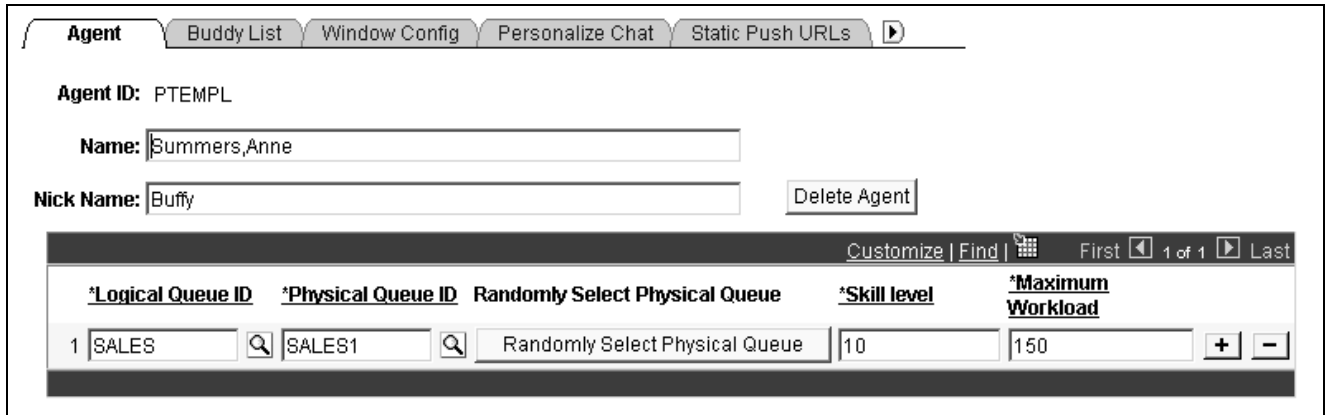 Agent Buddy List Window Config Personalize Chat Static Push URLs
Agent ID: PTEMPL
Name: Summers,Anne
Nick Name: Buffy Delete Agent
Customize | Find | First 1 of 1 Last
*Logical Queue ID *Physical Queue ID Randomly Select Physical Queue *Skill level *Maximum
Workload
1 SALES SALES1 Randomly Select Physical Queue 10 150 + −